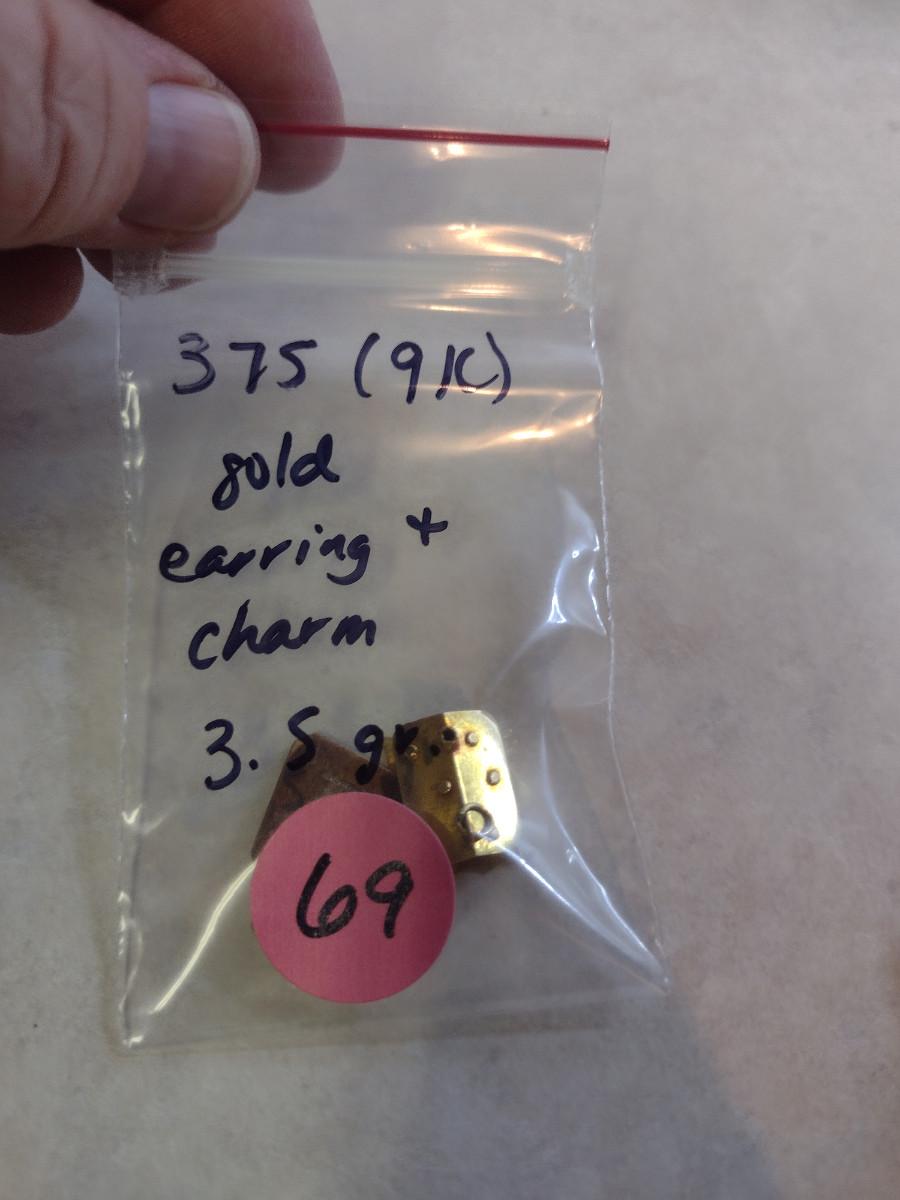 375 (9K)
gold
earring +
charm
3.5 gr.
69